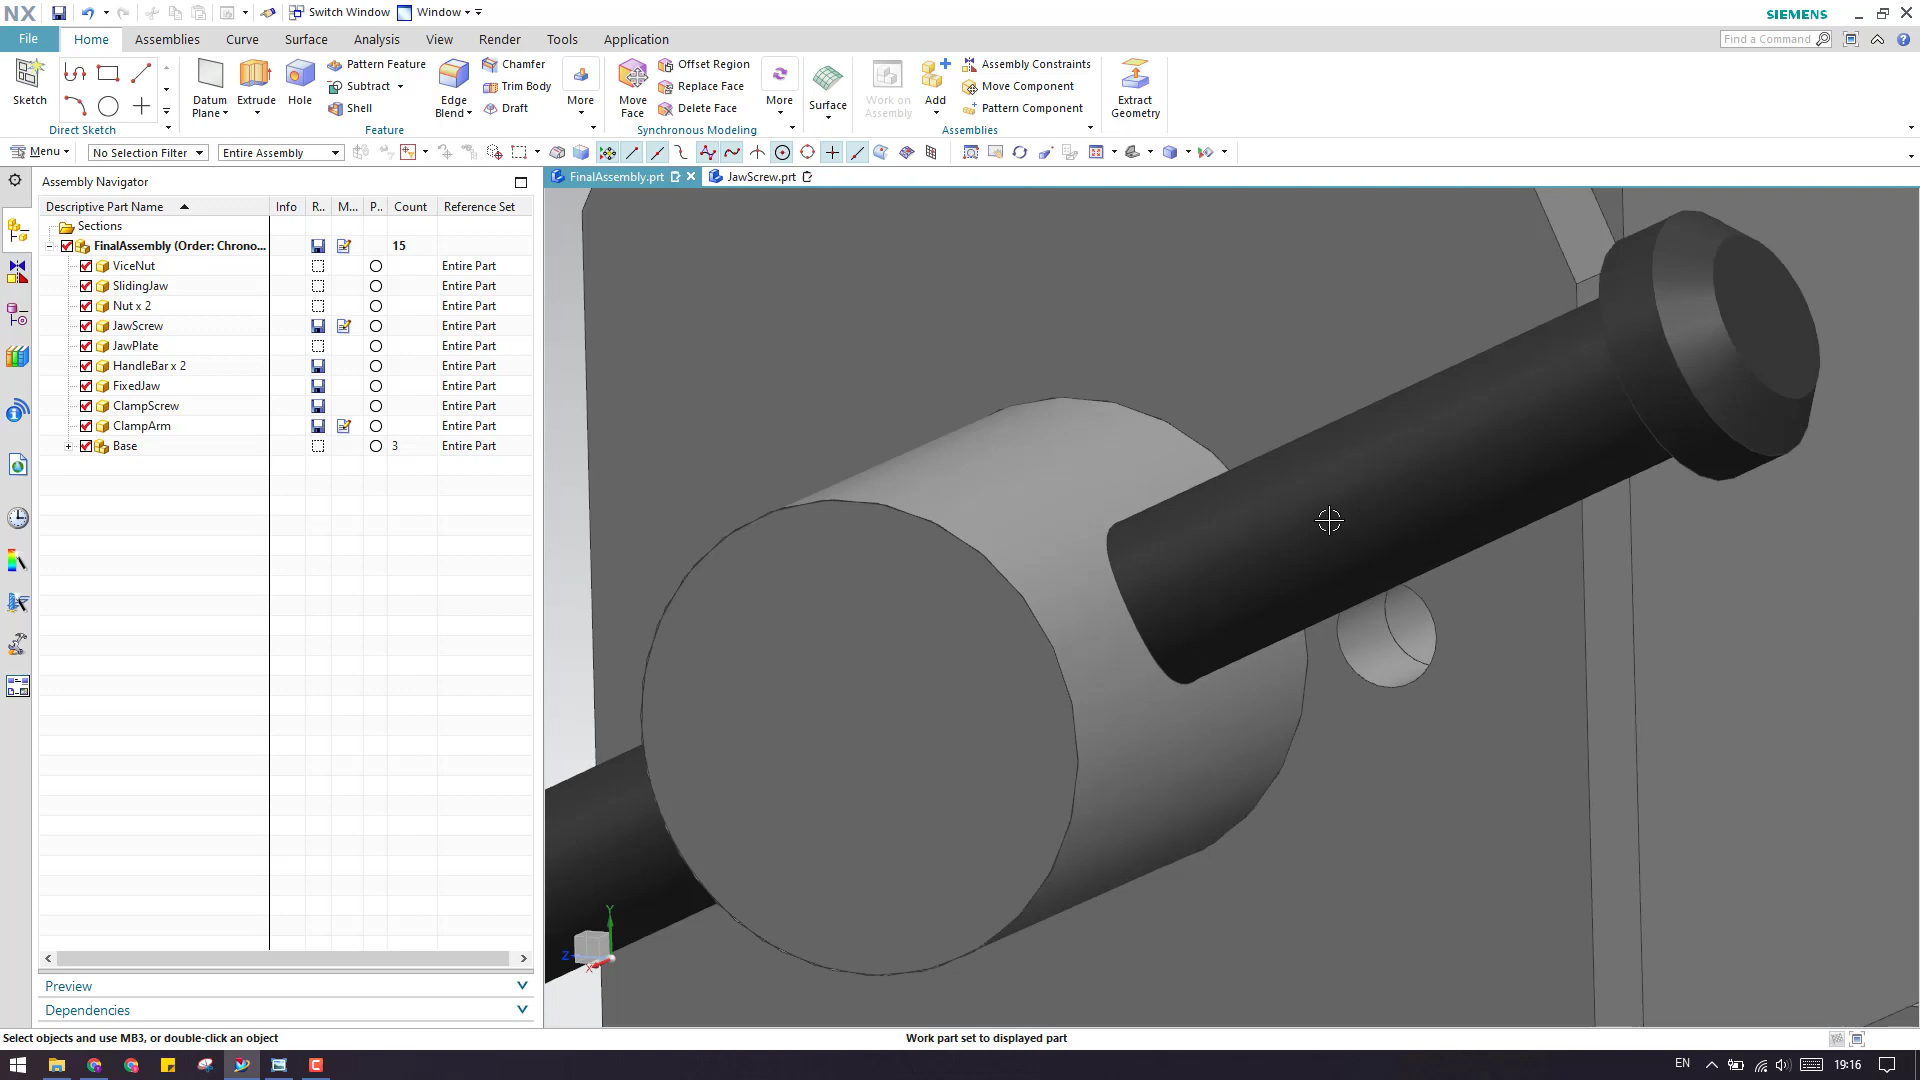 NX
Switch Window
Window
SIEMENS
File
Home
Assemblies
Curve
Surface
Analysis
View
Render
Tools
Application
Find a Command
Sketch
Direct Sketch
Datum
Plane
Extrude
Hole
Pattern Feature
Subtract
Shell
Edge
Blend
Chamfer
Trim Body
Draft
More
Feature
Move
Face
Offset Region
Replace Face
Delete Face
More
Synchronous Modeling
Surface
Work on
Assembly
Add
Assembly Constraints
Move Component
Pattern Component
Assemblies
Extract
Geometry
Menu
No Selection Filter
Entire Assembly
Assembly Navigator
FinalAssembly.prt
JawScrew.prt
Descriptive Part Name
Info
R..
M...
P..
Count
Reference Set
Sections
FinalAssembly (Order: Chrono...
15
ViceNut
Entire Part
SlidingJaw
Entire Part
Nut x 2
Entire Part
JawScrew
Entire Part
JawPlate
Entire Part
HandleBar x 2
Entire Part
FixedJaw
Entire Part
ClampScrew
Entire Part
ClampArm
Entire Part
Base
3
Entire Part
Y
Z
X
Preview
Dependencies
Select objects and use MB3, or double-click an object
Work part set to displayed part
EN
19:16